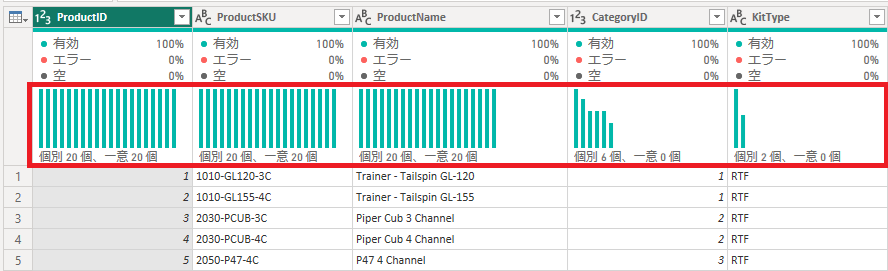 1²3 ProductID ABC ProductSKU ABC ProductName 1²3 CategoryID ABC KitType
有効 100% 有効 100% 有効 100% 有効 100% 有効 100%
エラー 0% エラー 0% エラー 0% エラー 0% エラー 0%
空 0% 空 0% 空 0% 空 0% 空 0%
個別 20 個、一意 20 個 個別 20 個、一意 20 個 個別 20 個、一意 20 個 個別 6 個、一意 0 個 個別 2 個、一意 0 個
1 1 1010-GL120-3C Trainer - Tailspin GL-120 1 RTF
2 2 1010-GL155-4C Trainer - Tailspin GL-155 1 RTF
3 3 2030-PCUB-3C Piper Cub 3 Channel 2 RTF
4 4 2030-PCUB-4C Piper Cub 4 Channel 2 RTF
5 5 2050-P47-4C P47 4 Channel 3 RTF